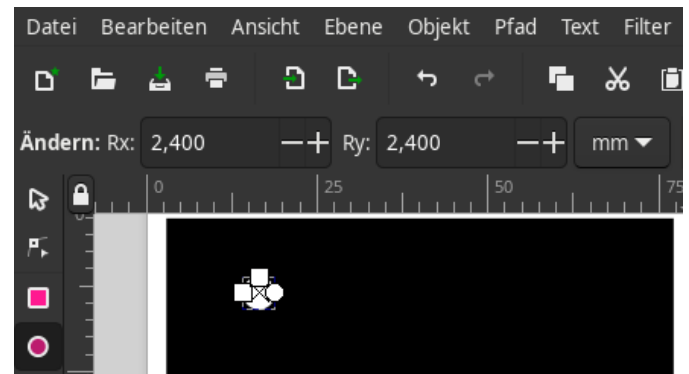 Datei Bearbeiten Ansicht Ebene Objekt Pfad Text Filter
Ändern: Rx: 2,400 Ry: 2,400 mm
0 25 50 75
0